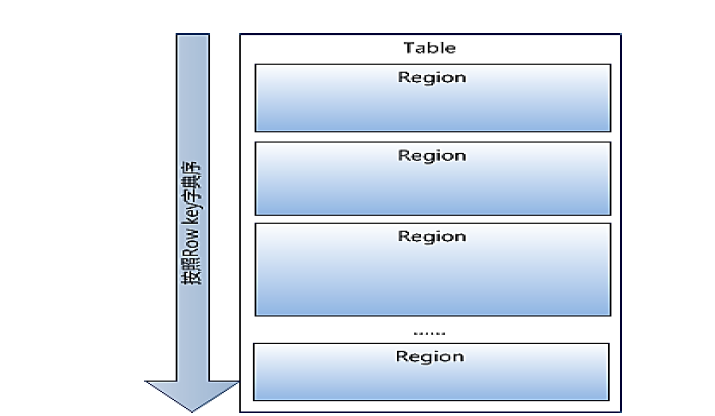 Table
Region
按照Row key字典序
Region
Region
......
Region